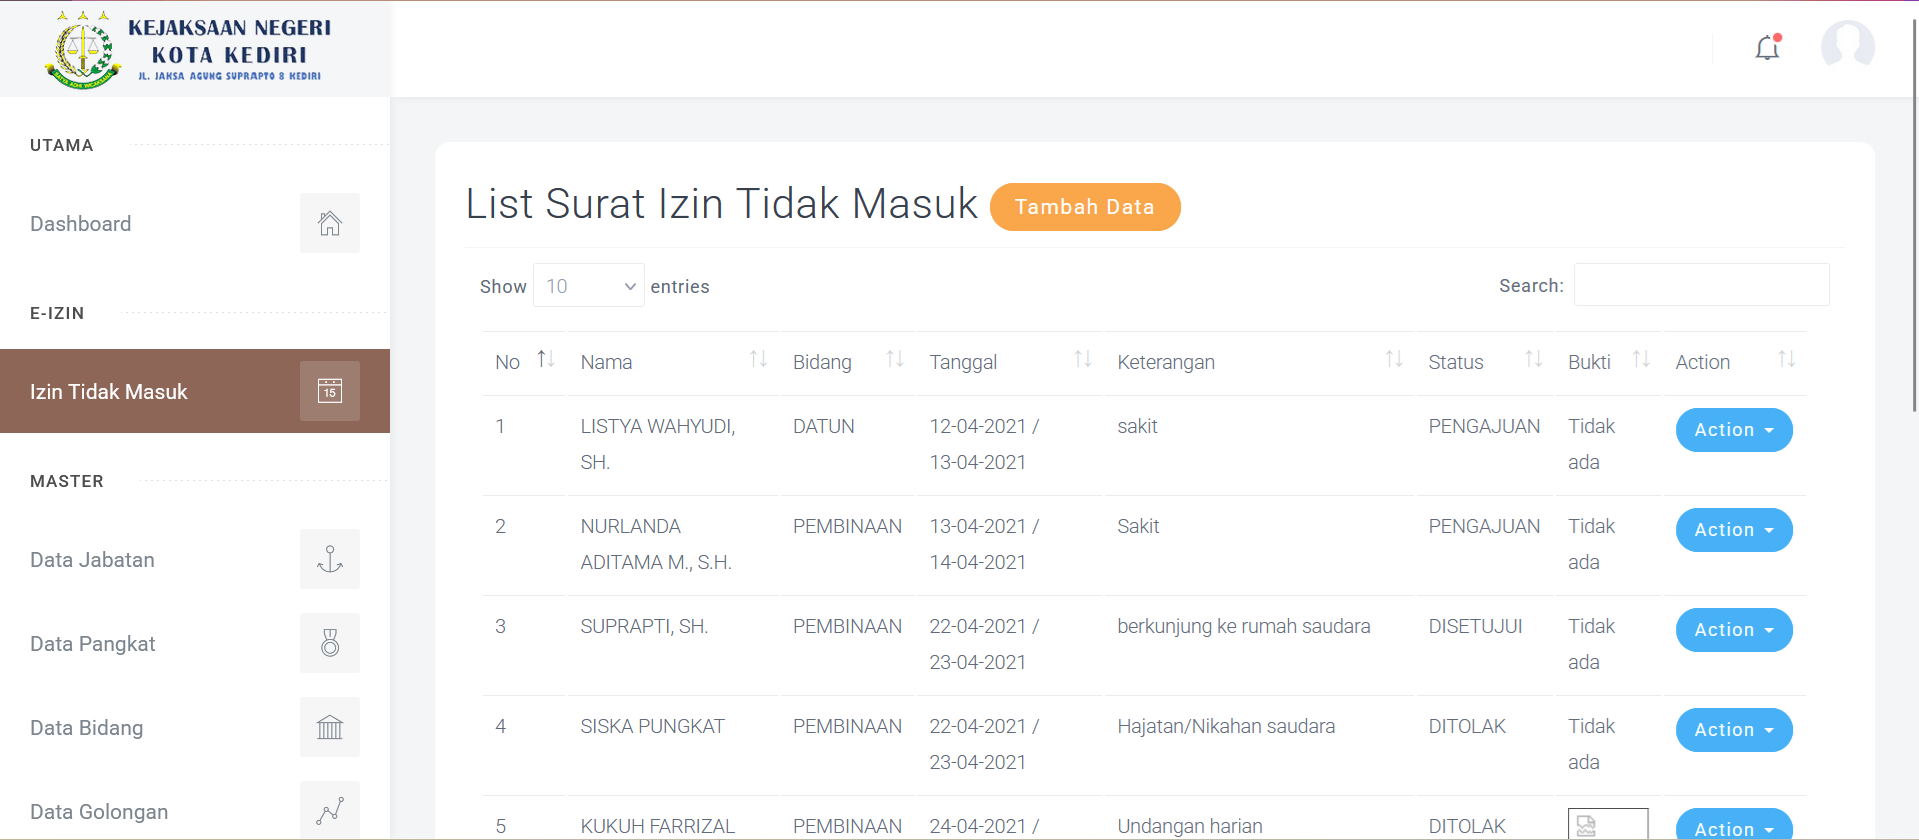 KEJAKSAAN NEGERI
KOTA KEDIRI
JL. JAKSA AGUNG SUPRAPTO 8 KEDIRI
UTAMA
Dashboard
E-IZIN
Izin Tidak Masuk
15
MASTER
Data Jabatan
Data Pangkat
Data Bidang
Data Golongan
List Surat Izin Tidak Masuk Tambah Data
Show 10 entries Search:
No Nama Bidang Tanggal Keterangan Status Bukti Action
1 LISTYA WAHYUDI, DATUN 12-04-2021 / sakit PENGAJUAN Tidak Action
SH. 13-04-2021 ada
2 NURLANDA PEMBINAAN 13-04-2021 / Sakit PENGAJUAN Tidak Action
ADITAMA M., S.H. 14-04-2021 ada
3 SUPRAPTI, SH. PEMBINAAN 22-04-2021 / berkunjung ke rumah saudara DISETUJUI Tidak Action
23-04-2021 ada
4 SISKA PUNGKAT PEMBINAAN 22-04-2021 / Hajatan/Nikahan saudara DITOLAK Tidak Action
23-04-2021 ada
5 KUKUH FARRIZAL PEMBINAAN 24-04-2021 / Undangan harian DITOLAK Action